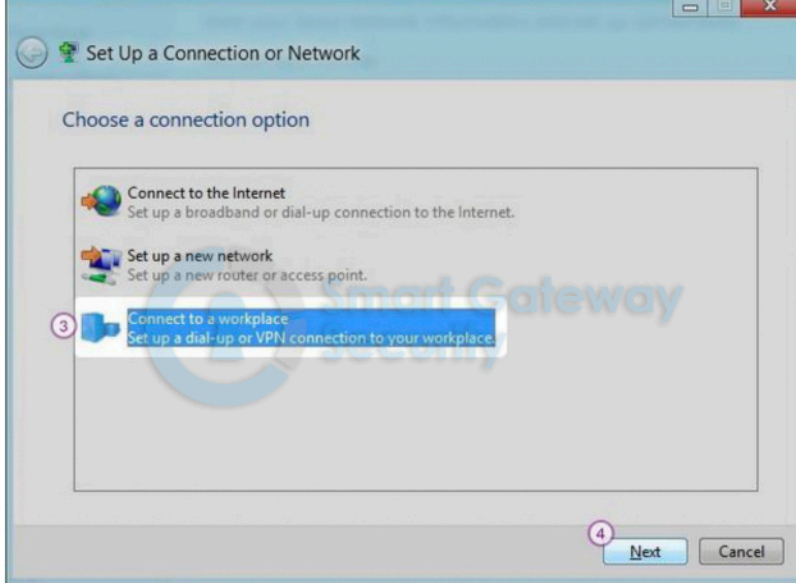 Set Up a Connection or Network
Choose a connection option
Connect to the Internet
Set up a broadband or dial-up connection to the Internet.
Set up a new network
Set up a new router or access point.
Smart Gateway
3
Connect to a workplace
Set up a dial-up or VPN connection to your workplace.
Security
4
Next
Cancel